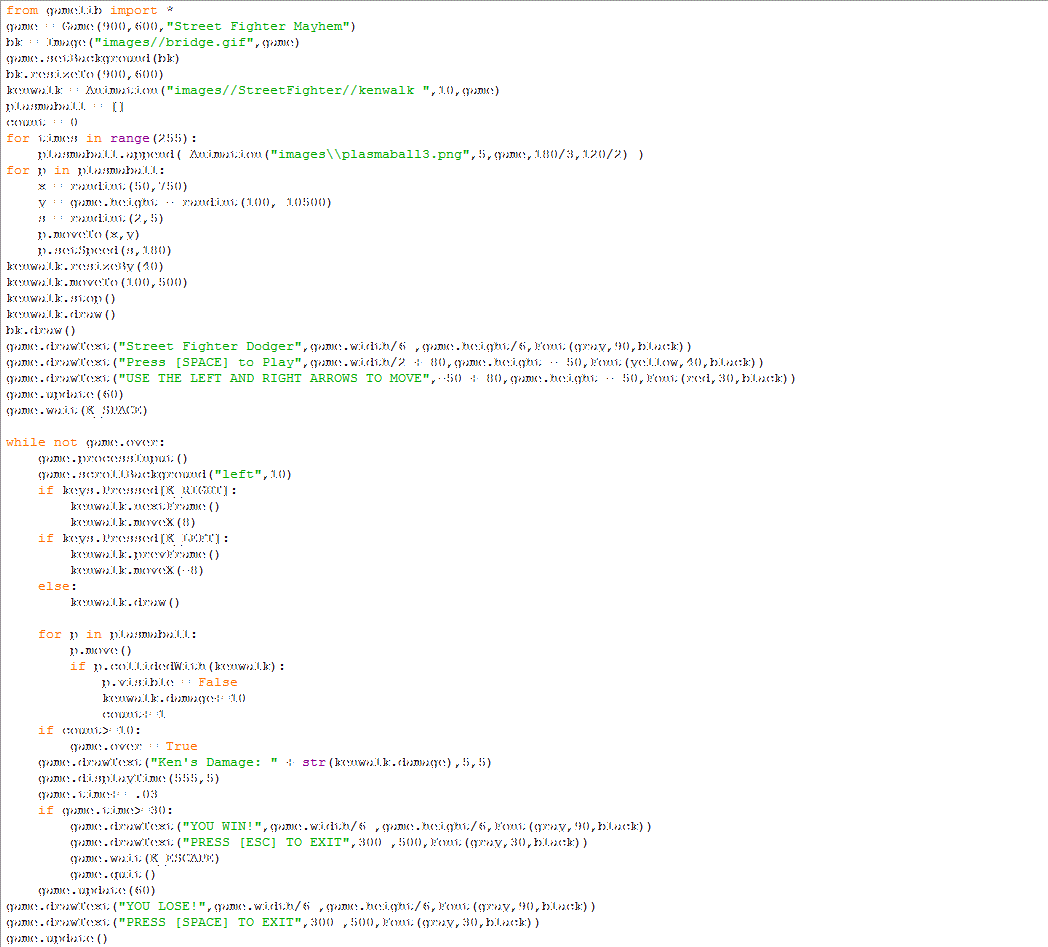 from gamelib import *
game = Game(900,600,"Street Fighter Mayhem")
bk = Image("images//bridge.gif",game)
game.setBackground(bk)
bk.resizeTo(900,600)
kenwalk = Animation("images//StreetFighter//kenwalk ",10,game)
plasmaball = []
count = 0
for times in range(255):
    plasmaball.append( Animation("images\\plasmaball3.png",5,game,180/3,120/2) )
for p in plasmaball:
    x = randint(50,750)
    y = game.height - randint(100, 10500)
    s = randint(2,5)
    p.moveTo(x,y)
    p.setSpeed(s,180)
kenwalk.resizeBy(40)
kenwalk.moveTo(100,500)
kenwalk.stop()
kenwalk.draw()
bk.draw()
game.drawText("Street Fighter Dodger",game.width/6 ,game.height/6,Font(gray,90,black))
game.drawText("Press [SPACE] to Play",game.width/2 + 80,game.height - 50,Font(yellow,40,black))
game.drawText("USE THE LEFT AND RIGHT ARROWS TO MOVE",-50 + 80,game.height - 50,Font(red,30,black))
game.update(60)
game.wait(K_SPACE)

while not game.over:
    game.processInput()
    game.scrollBackground("left",10)
    if keys.Pressed[K_RIGHT]:
        kenwalk.nextFrame()
        kenwalk.moveX(8)
    if keys.Pressed[K_LEFT]:
        kenwalk.prevFrame()
        kenwalk.moveX(-8)
    else:
        kenwalk.draw()

    for p in plasmaball:
        p.move()
        if p.collidedWith(kenwalk):
            p.visible = False
            kenwalk.damage+=10
            count+=1
    if count>=10:
        game.over = True
    game.drawText("Ken's Damage: " + str(kenwalk.damage),5,5)
    game.displayTime(555,5)
    game.time+= .03
    if game.time>=30:
        game.drawText("YOU WIN!",game.width/6 ,game.height/6,Font(gray,90,black))
        game.drawText("PRESS [ESC] TO EXIT",300 ,500,Font(gray,30,black))
        game.wait(K_ESCAPE)
        game.quit()
    game.update(60)
game.drawText("YOU LOSE!",game.width/6 ,game.height/6,Font(gray,90,black))
game.drawText("PRESS [SPACE] TO EXIT",300 ,500,Font(gray,30,black))
game.update()